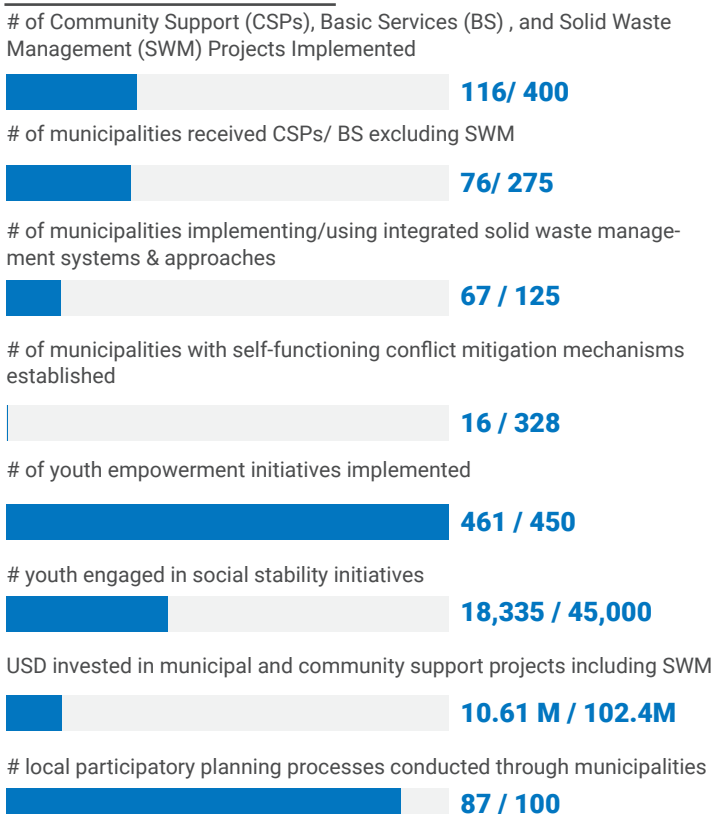 # of Community Support (CSPs), Basic Services (BS) , and Solid Waste
Management (SWM) Projects Implemented
116/ 400
# of municipalities received CSPs/ BS excluding SWM
76/ 275
# of municipalities implementing/using integrated solid waste manage-
ment systems & approaches
67 / 125
# of municipalities with self-functioning conflict mitigation mechanisms
established
16 / 328
# of youth empowerment initiatives implemented
461 / 450
# youth engaged in social stability initiatives
18,335 / 45,000
USD invested in municipal and community support projects including SWM
10.61 M / 102.4M
# local participatory planning processes conducted through municipalities
87 / 100